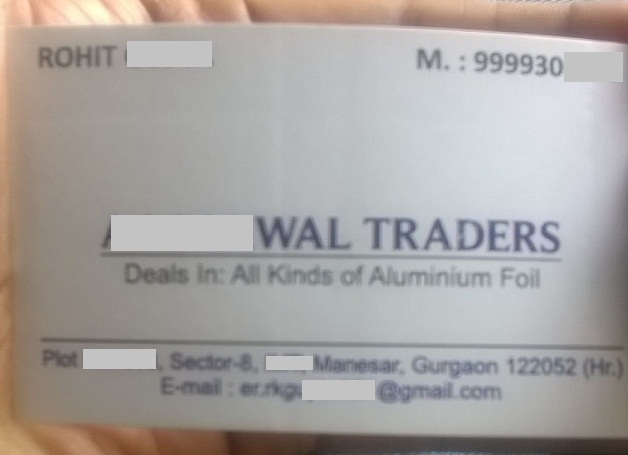 ROHIT
M. : 999930
WAL TRADERS
Deals In: All Kinds of Aluminium Foil
Plot , Sector-8, Manesar, Gurgaon 122052 (Hr.)
E-mail : er.rkgu @gmail.com